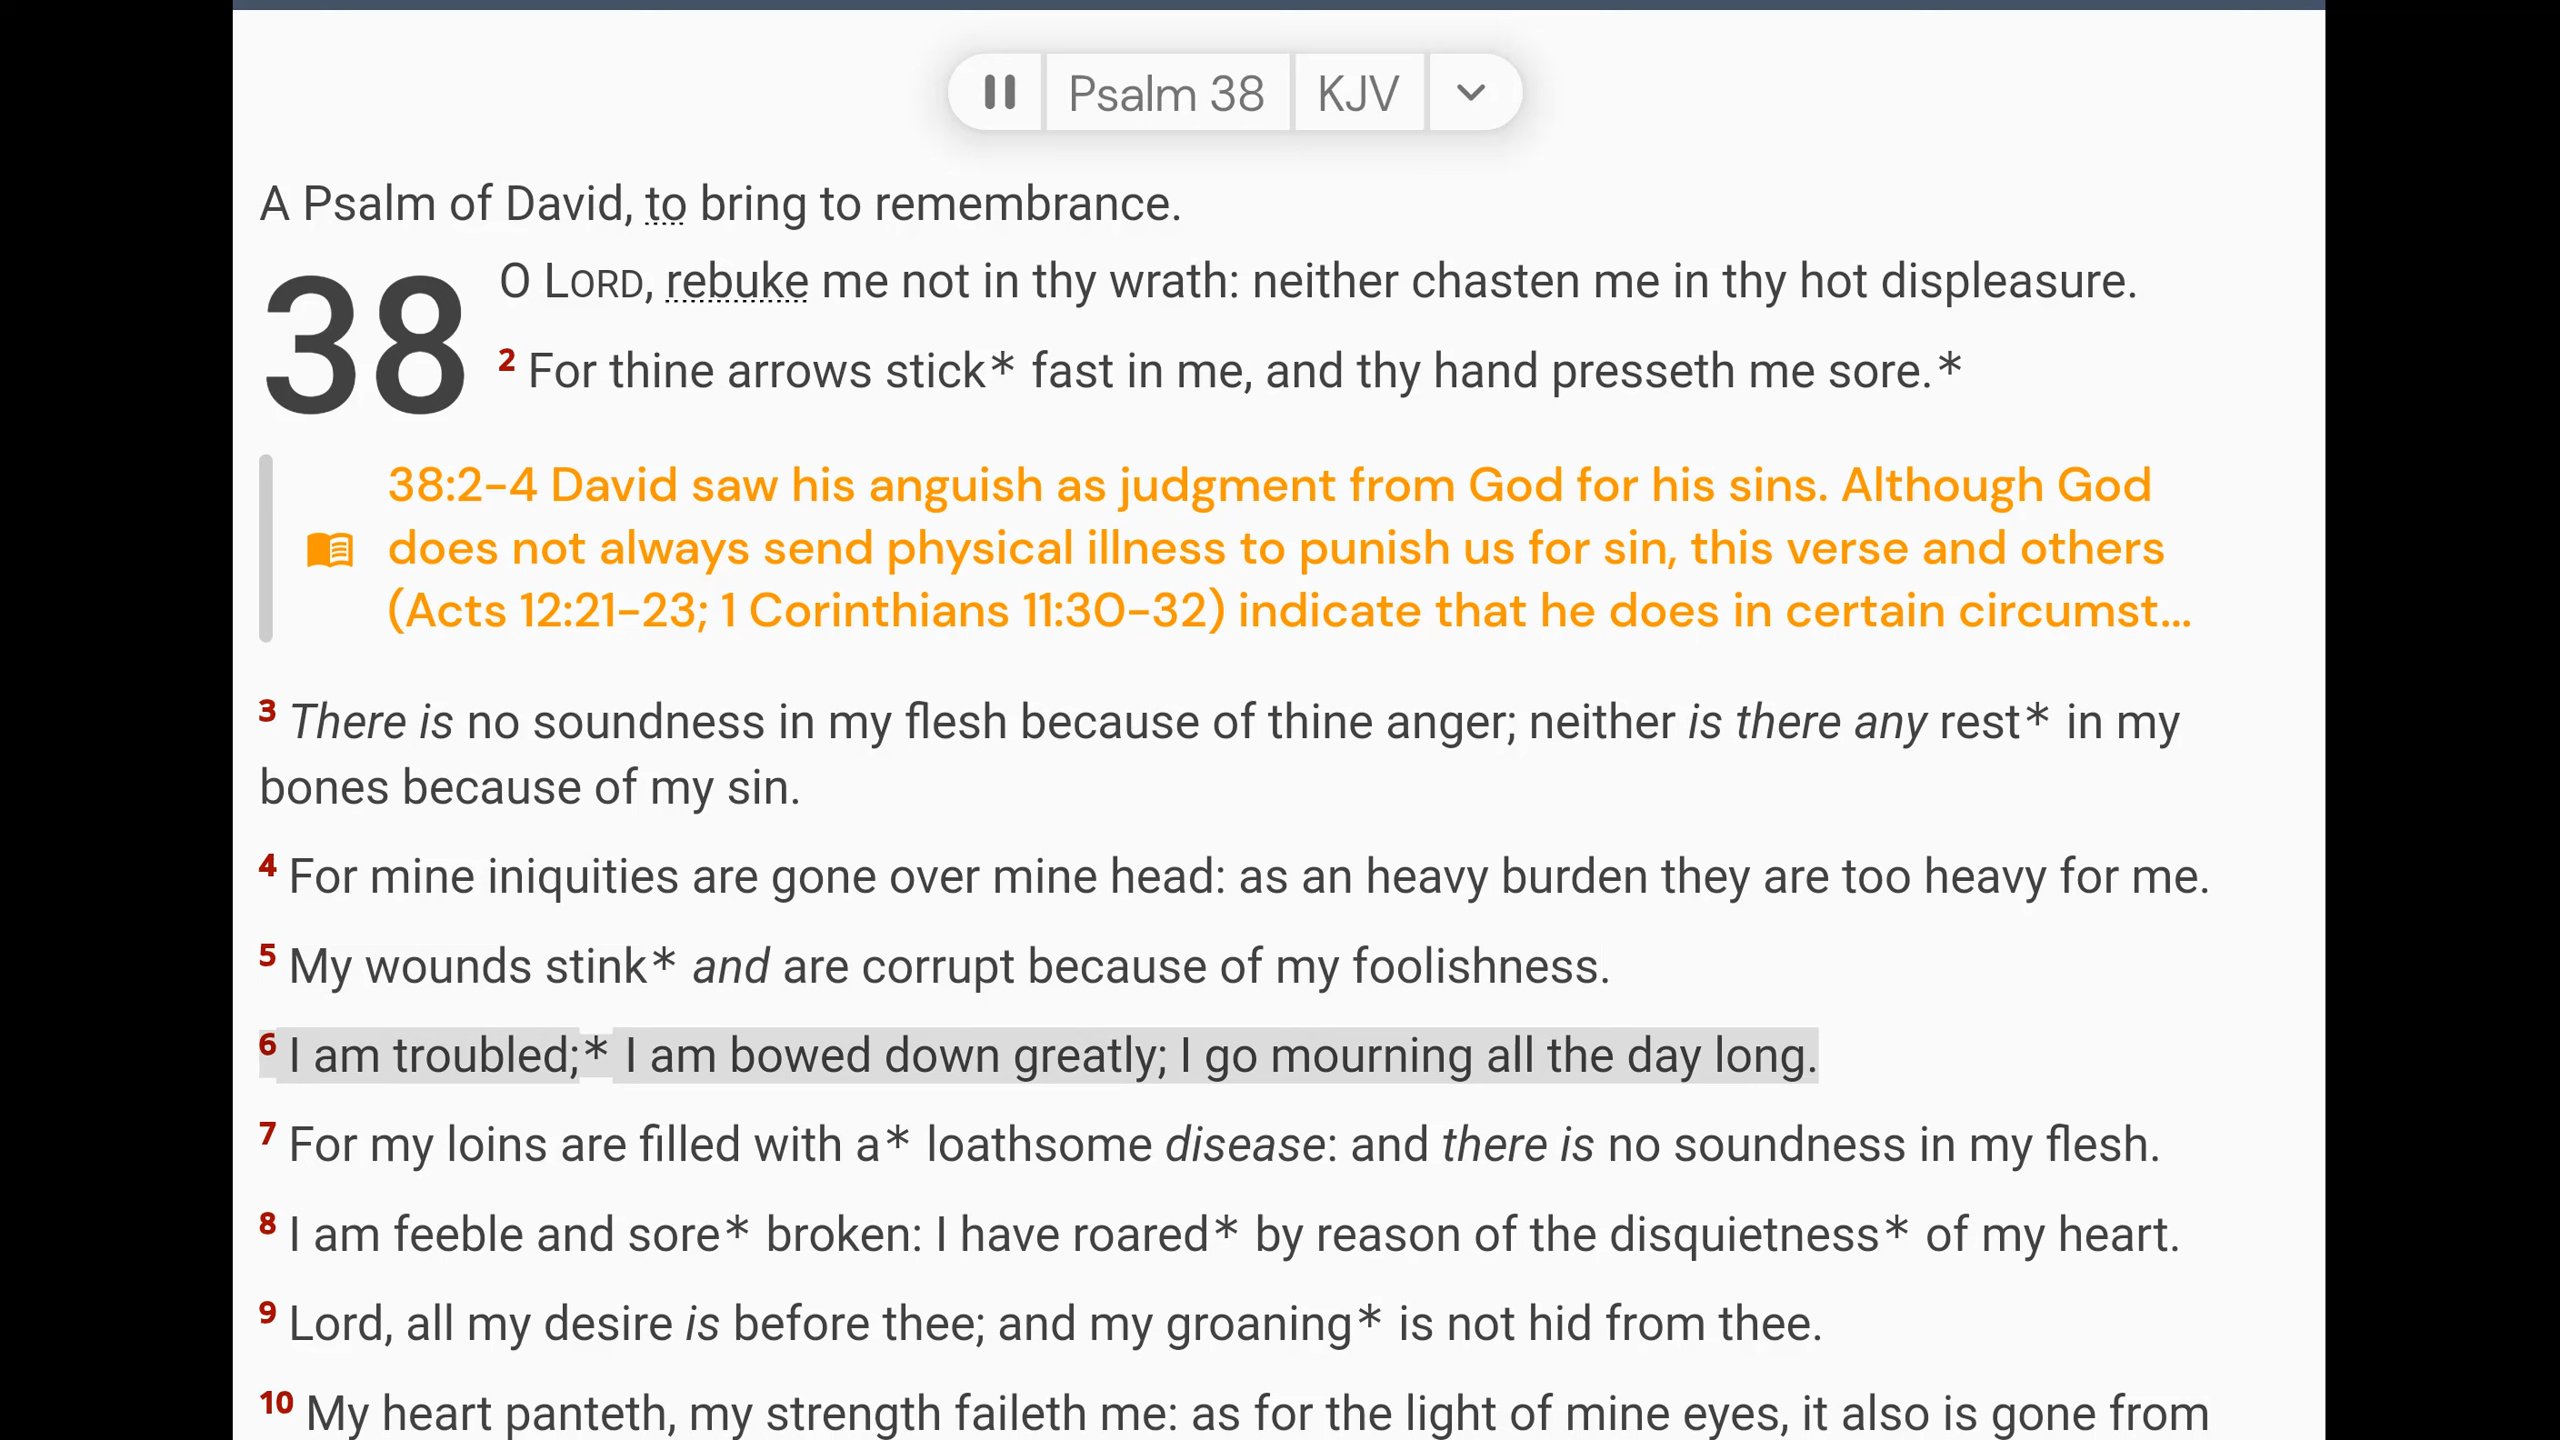 Psalm 38 KJV
A Psalm of David, to bring to remembrance.
38 O LORD, rebuke me not in thy wrath: neither chasten me in thy hot displeasure.
2 For thine arrows stick* fast in me, and thy hand presseth me sore.*
38:2–4 David saw his anguish as judgment from God for his sins. Although God
does not always send physical illness to punish us for sin, this verse and others
(Acts 12:21–23; 1 Corinthians 11:30–32) indicate that he does in certain circumst...
3 There is no soundness in my flesh because of thine anger; neither is there any rest* in my
bones because of my sin.
4 For mine iniquities are gone over mine head: as an heavy burden they are too heavy for me.
5 My wounds stink* and are corrupt because of my foolishness.
6 I am troubled;* I am bowed down greatly; I go mourning all the day long.
7 For my loins are filled with a* loathsome disease: and there is no soundness in my flesh.
8 I am feeble and sore* broken: I have roared* by reason of the disquietness* of my heart.
9 Lord, all my desire is before thee; and my groaning* is not hid from thee.
10 My heart panteth, my strength faileth me: as for the light of mine eyes, it also is gone from